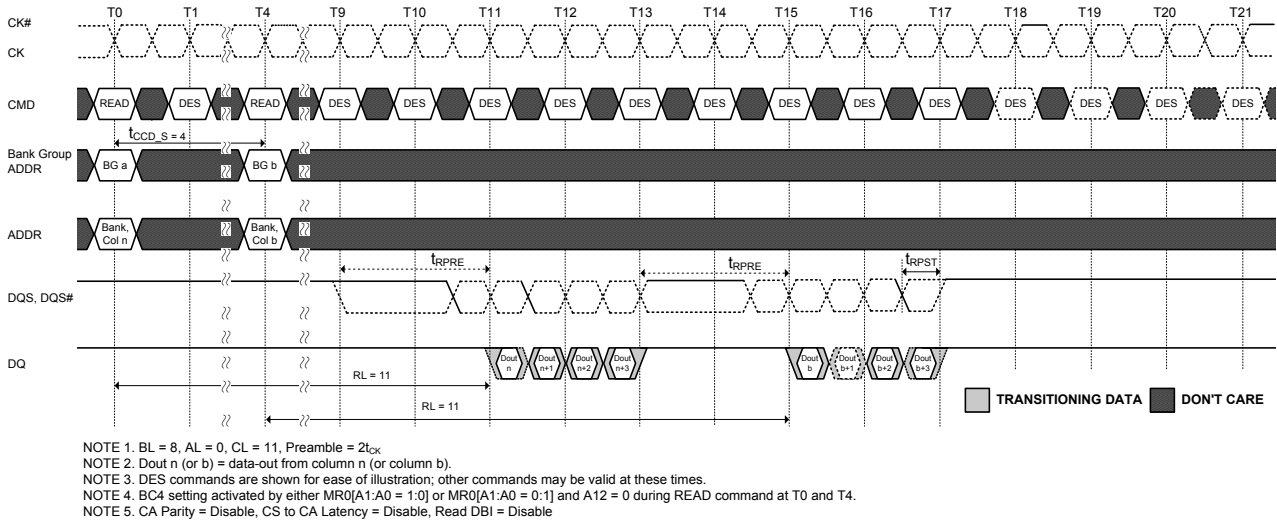 T0 T1 T4 T9 T10 T11 T12 T13 T14 T15 T16 T17 T18 T19 T20 T21
CK#
CK
CMD READ DES READ DES DES DES DES DES DES DES DES DES DES DES DES DES
tCCD_S = 4
Bank Group
ADDR
BG a BG b
ADDR
Bank, Col n
Bank, Col b
tRPRE tRPRE tRPST
DQS, DQS#
DQ
Dout n
Dout n+1
Dout n+2
Dout n+3
Dout b
Dout b+1
Dout b+2
Dout b+3
RL = 11
RL = 11
TRANSITIONING DATA DON'T CARE
NOTE 1. BL = 8, AL = 0, CL = 11, Preamble = 2tCK
NOTE 2. Dout n (or b) = data-out from column n (or column b).
NOTE 3. DES commands are shown for ease of illustration; other commands may be valid at these times.
NOTE 4. BC4 setting activated by either MR0[A1:A0 = 1:0] or MR0[A1:A0 = 0:1] and A12 = 0 during READ command at T0 and T4.
NOTE 5. CA Parity = Disable, CS to CA Latency = Disable, Read DBI = Disable